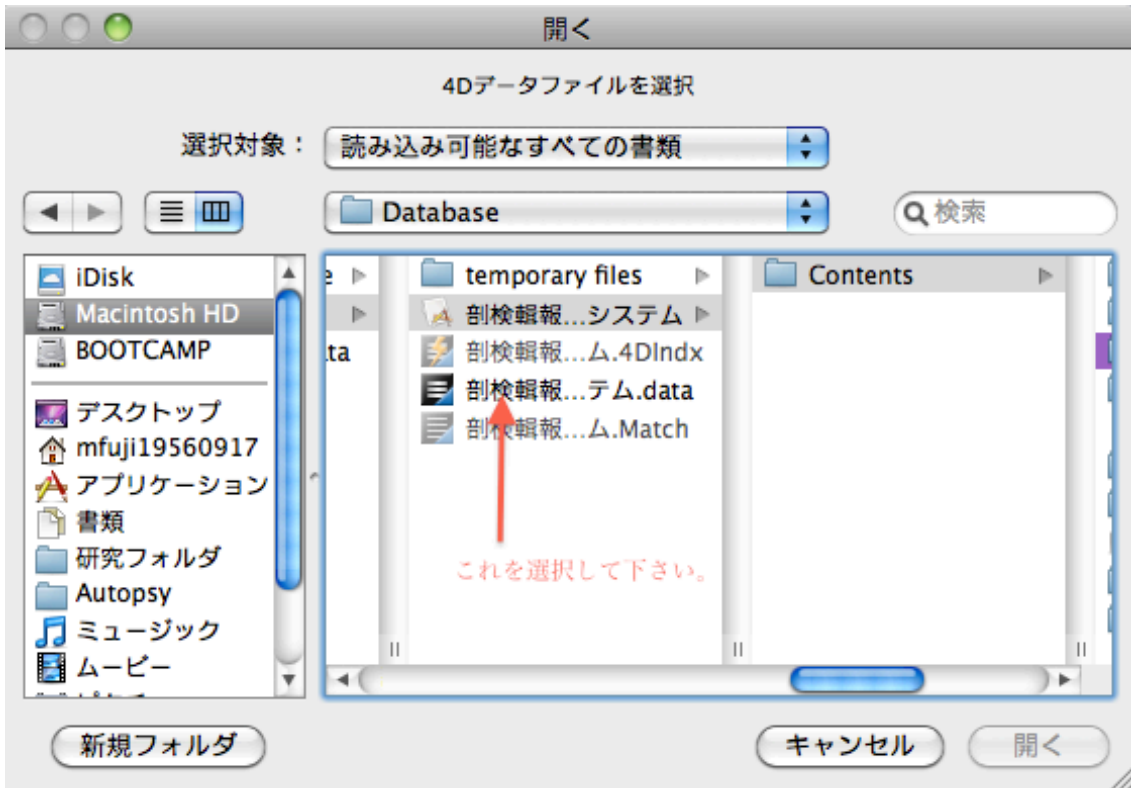 開く
4Dデータファイルを選択
選択対象： 読み込み可能なすべての書類
Database
検索
iDisk
Macintosh HD
BOOTCAMP
デスクトップ
mfuji19560917
アプリケーション
書類
研究フォルダ
Autopsy
ミュージック
ムービー
ta
temporary files
剖検輯報...システム
剖検輯報...ム.4DIndx
剖検輯報...テム.data
剖検輯報...ム.Match
これを選択して下さい。
Contents
新規フォルダ
キャンセル
開く